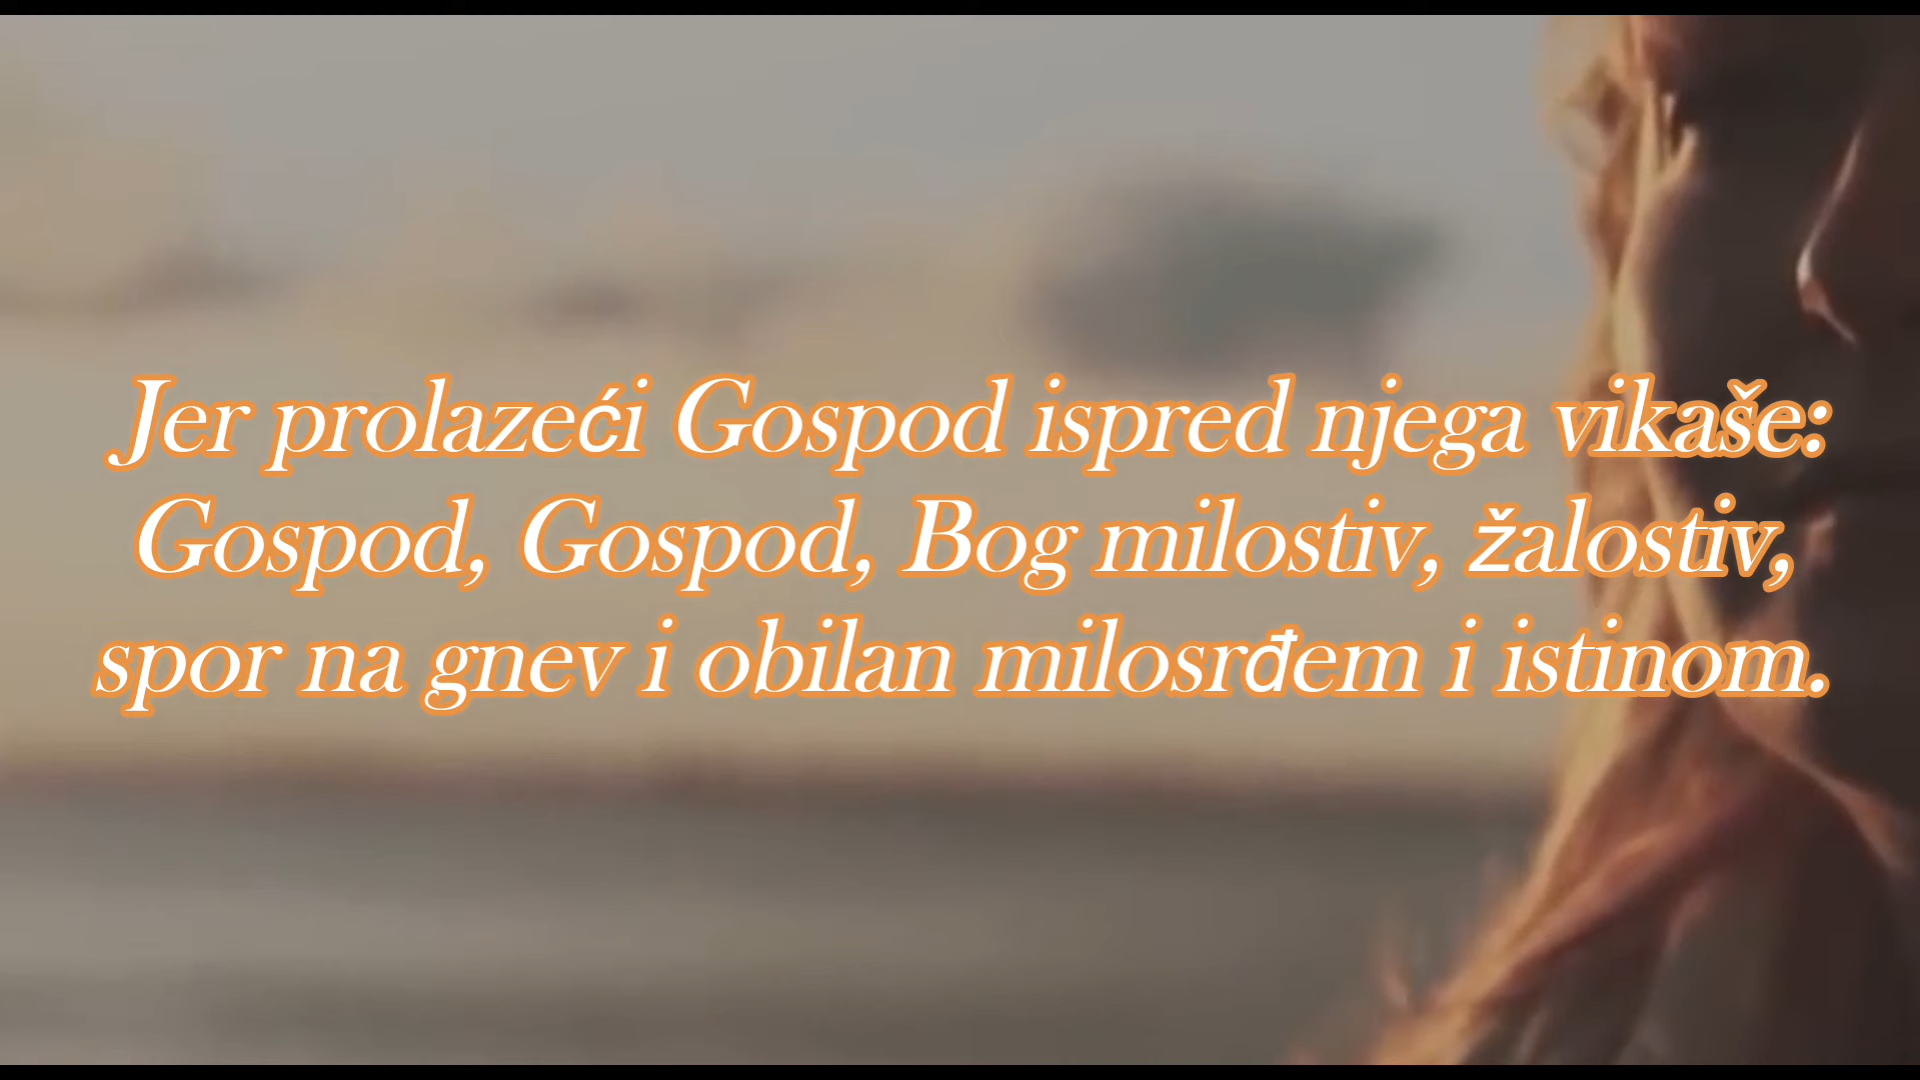 Jer prolazeći Gospod ispred njega vikaše:
Gospod, Gospod, Bog milostiv, žalostiv,
spor na gnev i obilan milosrđem i istinom.